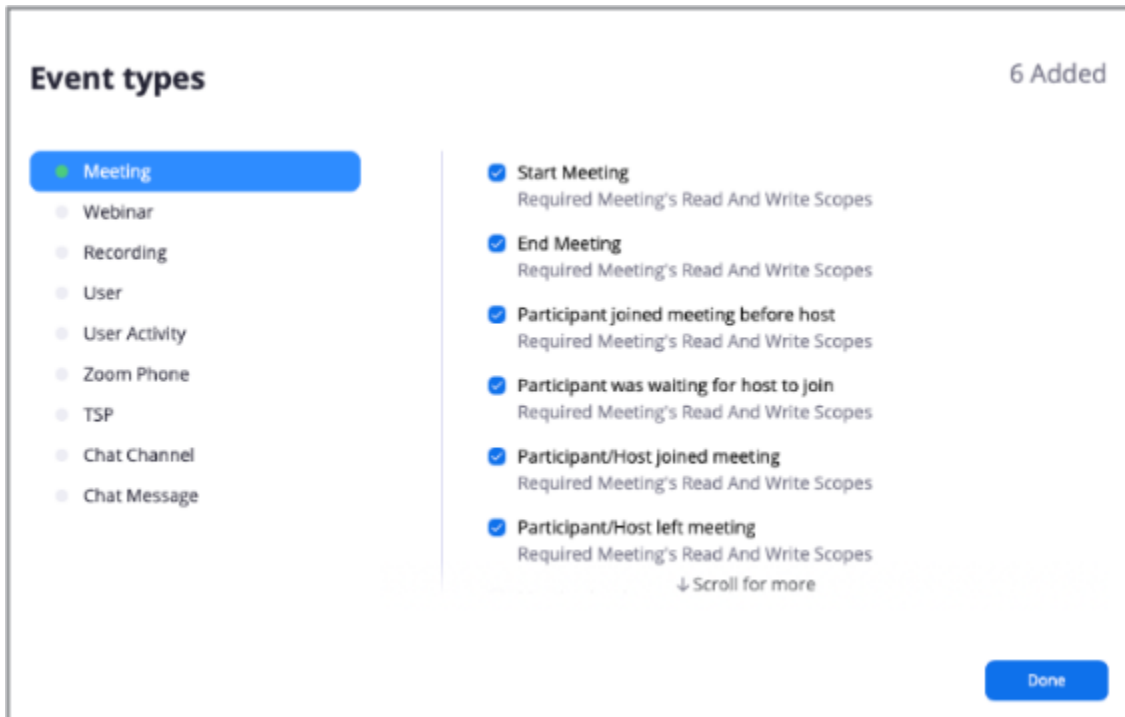 Event types
6 Added
Meeting
Webinar
Recording
User
User Activity
Zoom Phone
TSP
Chat Channel
Chat Message
Start Meeting
Required Meeting's Read And Write Scopes
End Meeting
Required Meeting's Read And Write Scopes
Participant joined meeting before host
Required Meeting's Read And Write Scopes
Participant was waiting for host to join
Required Meeting's Read And Write Scopes
Participant/Host joined meeting
Required Meeting's Read And Write Scopes
Participant/Host left meeting
Required Meeting's Read And Write Scopes
↓ Scroll for more
Done